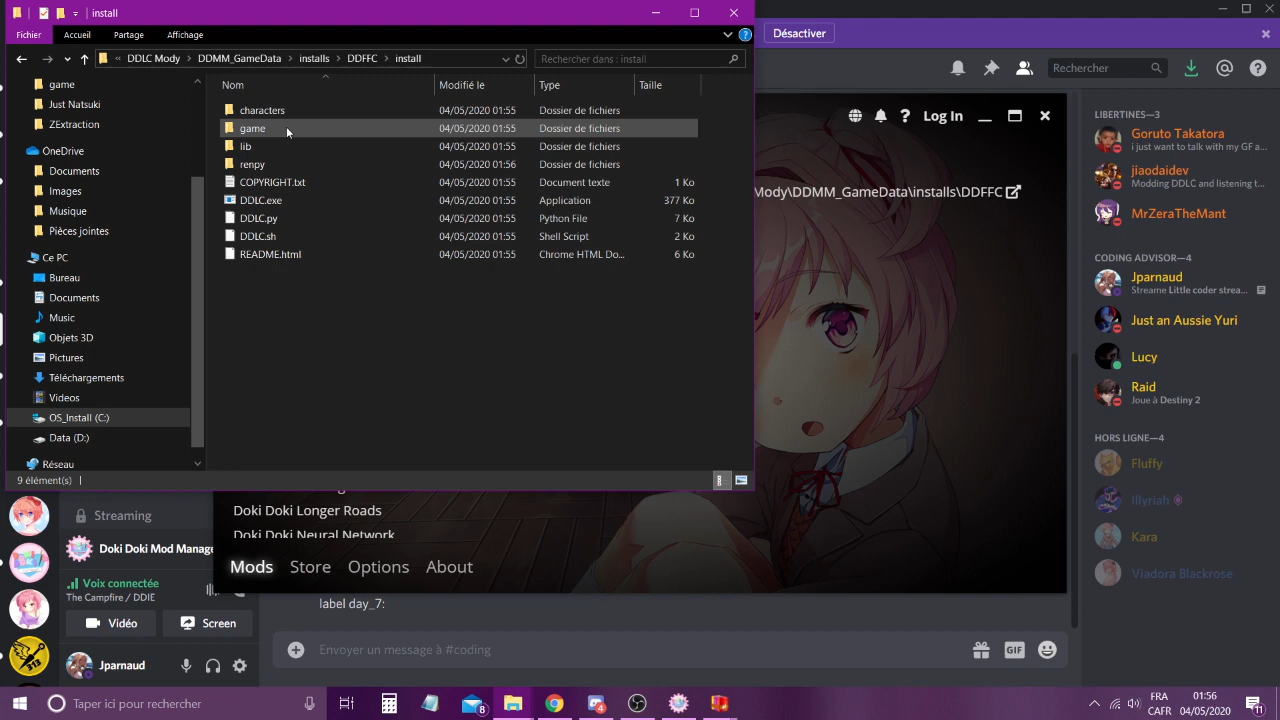 install
Fichier Accueil Partage Affichage
« DDLC Mody > DDMM_GameData > installs > DDFFC > install
Rechercher dans : install
Nom Modifié le Type Taille
game
Just Natsuki
ZExtraction
OneDrive
Documents
Images
Musique
Pièces jointes
Ce PC
Bureau
Documents
Music
Objets 3D
Pictures
Téléchargements
Videos
OS_Install (C:)
Data (D:)
Réseau
characters 04/05/2020 01:55 Dossier de fichiers
game 04/05/2020 01:55 Dossier de fichiers
lib 04/05/2020 01:55 Dossier de fichiers
renpy 04/05/2020 01:56 Dossier de fichiers
COPYRIGHT.txt 04/05/2020 01:55 Document texte 1 Ko
DDLC.exe 04/05/2020 01:55 Application 377 Ko
DDLC.py 04/05/2020 01:55 Python File 7 Ko
DDLC.sh 04/05/2020 01:55 Shell Script 2 Ko
README.html 04/05/2020 01:55 Chrome HTML Do... 6 Ko
9 élément(s)
Désactiver
Rechercher
Log In
Mody\DDMM_GameData\installs\DDFFC
Doki Doki Longer Roads
Doki Doki Neural Network
Mods Store Options About
label day_7:
Envoyer un message à #coding
GIF
Streaming
Doki Doki Mod Manage
Voix connectée
The Campfire / DDIE
Vidéo
Screen
Jparnaud
313
LIBERTINES—3
Goruto Takatora
i just want to talk with my GF a...
jiaodaidev
Modding DDLC and listening t...
MrZeraTheMant
CODING ADVISOR—4
Jparnaud
Streame Little coder strea...
Just an Aussie Yuri
Lucy
Raid
Joue à Destiny 2
HORS LIGNE—4
Fluffy
Illyriah
Kara
Viadora Blackrose
Taper ici pour rechercher
8
4
FRA
CAFR
01:56
04/05/2020
11